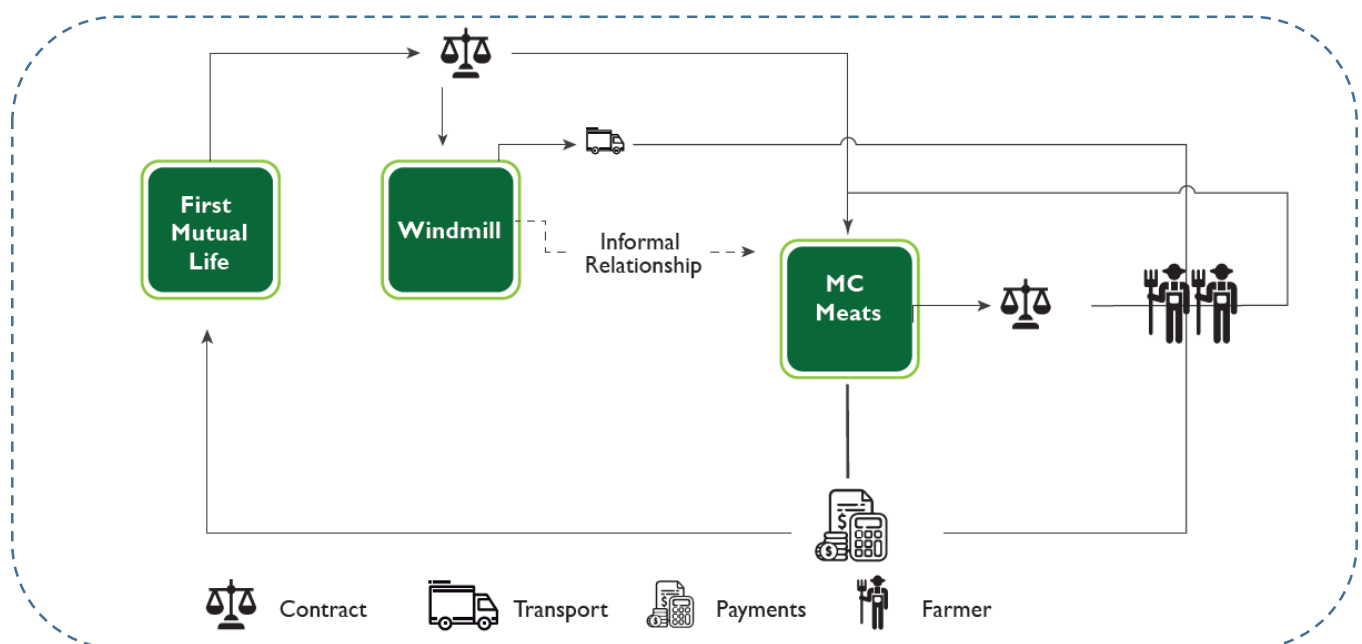 First
Mutual
Life
Windmill
Informal
Relationship
MC
Meats
$
$
Contract
Transport
$
$
Payments
Farmer